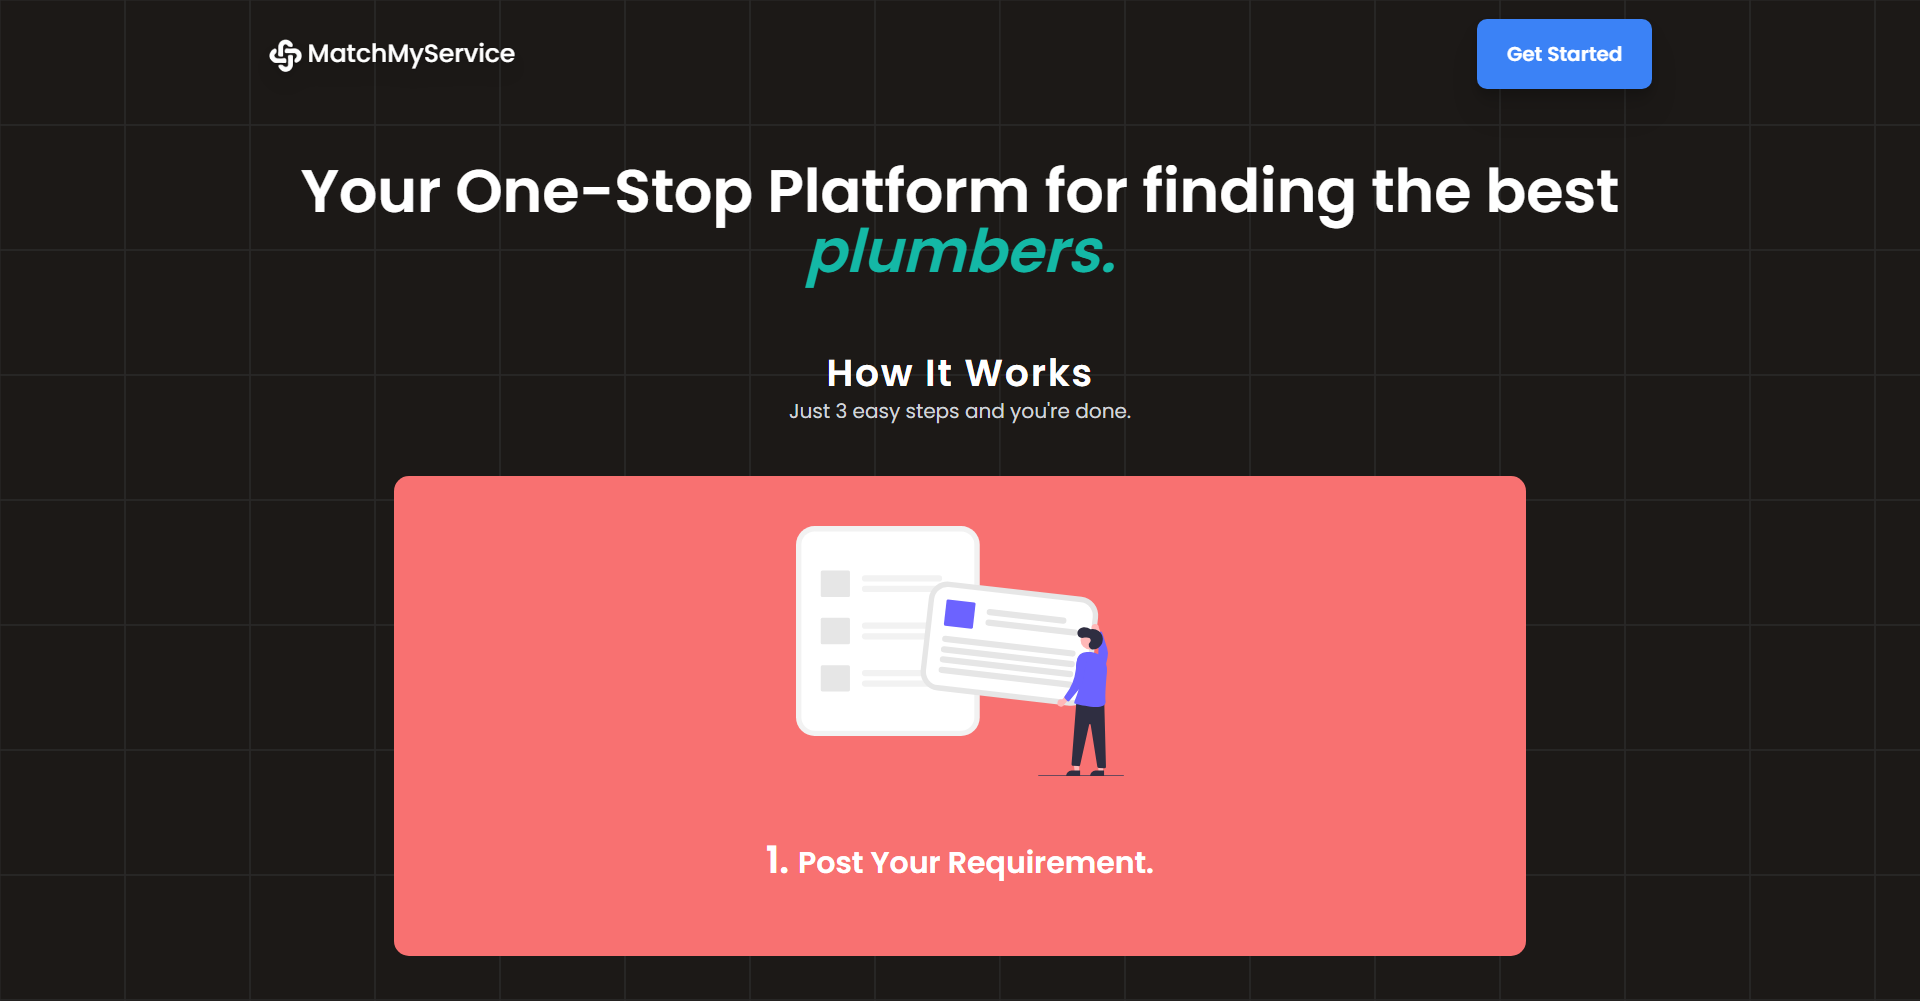 MatchMyService
Get Started
Your One-Stop Platform for finding the best
plumbers.
How It Works
Just 3 easy steps and you're done.
1. Post Your Requirement.